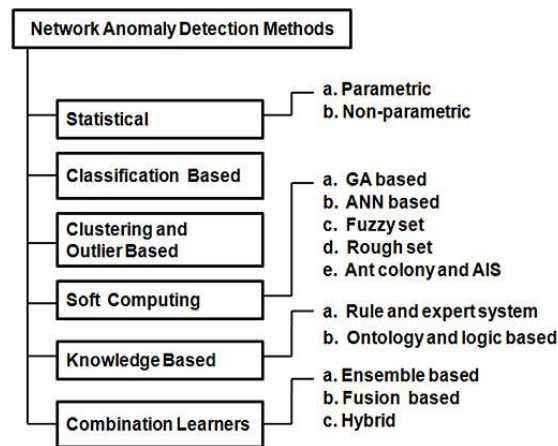 Network Anomaly Detection Methods
Statistical
a. Parametric
b. Non-parametric
Classification Based
Clustering and
Outlier Based
Soft Computing
a. GA based
b. ANN based
c. Fuzzy set
d. Rough set
e. Ant colony and AIS
Knowledge Based
a. Rule and expert system
b. Ontology and logic based
Combination Learners
a. Ensemble based
b. Fusion based
c. Hybrid